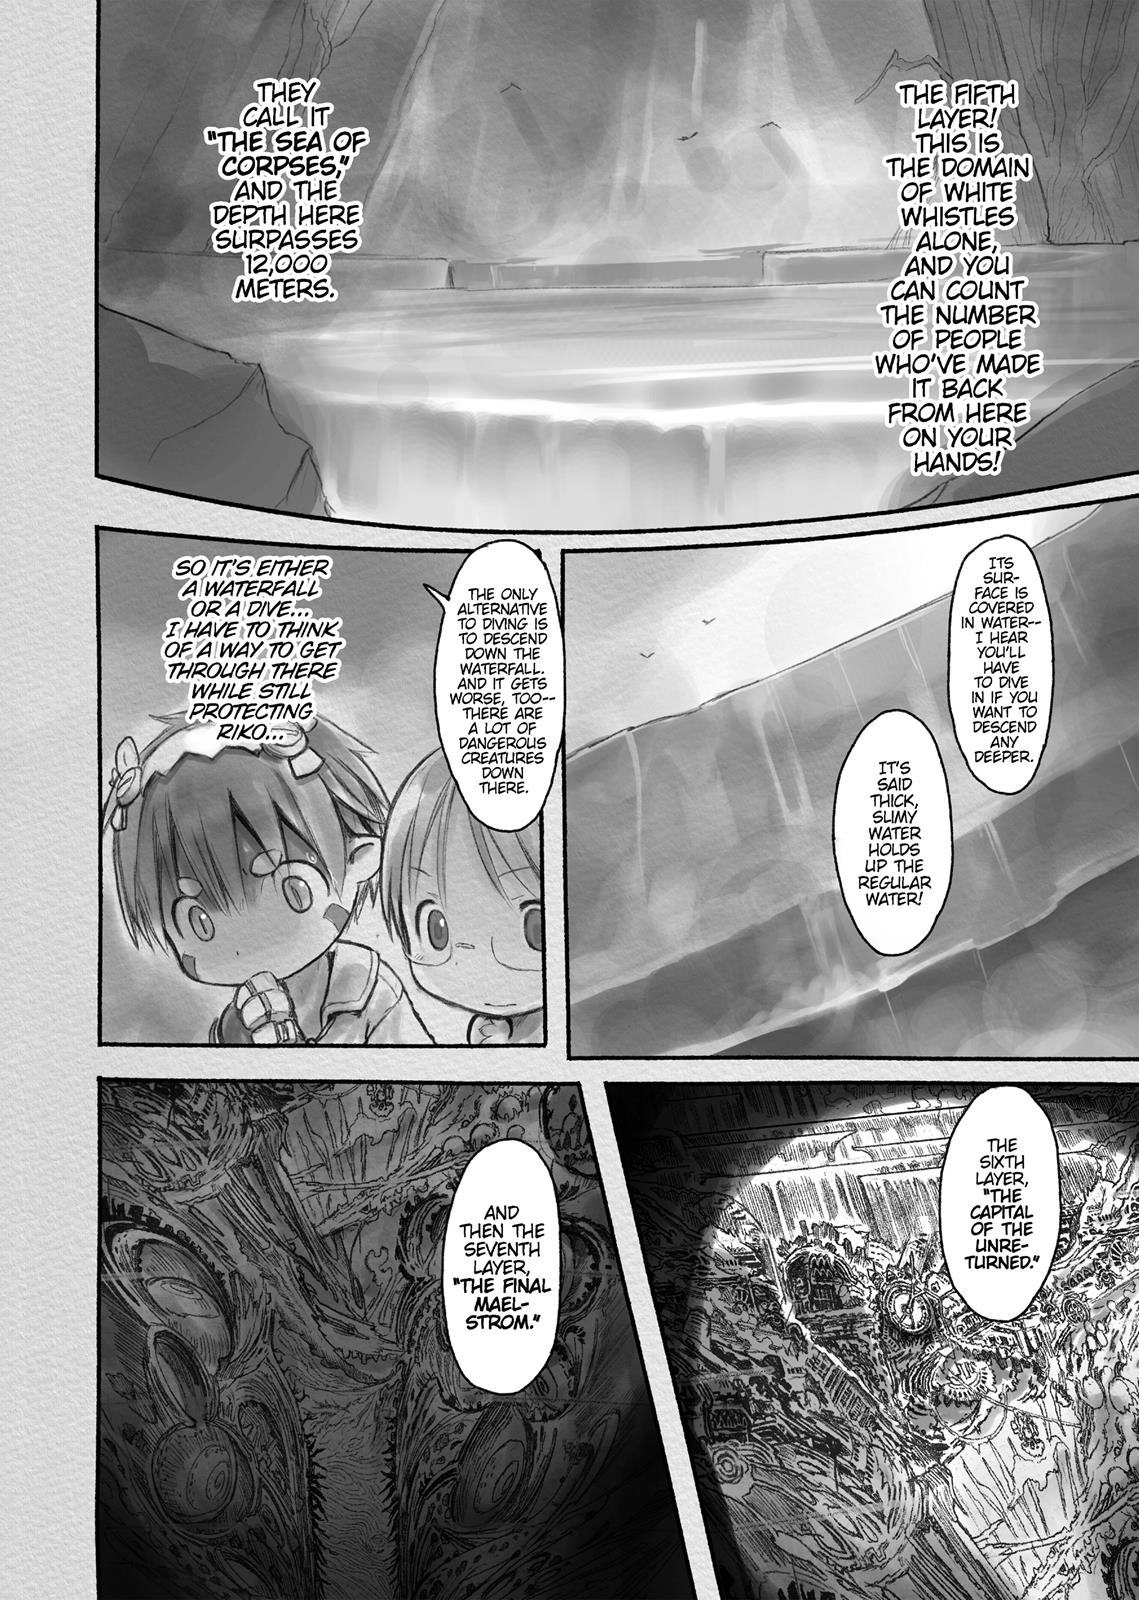 THE FIFTH
LAYER!
THIS IS
THE DOMAIN
OF WHITE
WHISTLES
ALONE,
AND YOU
CAN COUNT
THE NUMBER
OF PEOPLE
WHO'VE MADE
IT BACK
FROM HERE
ON YOUR
HANDS!
THEY
CALL IT
"THE SEA OF
CORPSES,"
AND THE
DEPTH HERE
SURPASSES
12,000
METERS.
ITS
SUR-
FACE IS
COVERED
IN WATER--
I HEAR
YOU'LL
HAVE
TO DIVE
IN IF YOU
WANT TO
DESCEND
ANY
DEEPER.
IT'S
SAID
THICK,
SLIMY
WATER
HOLDS
UP THE
REGULAR
WATER!
THE ONLY
ALTERNATIVE
TO DIVING IS
TO DESCEND
DOWN THE
WATERFALL.
AND IT GETS
WORSE, TOO--
THERE ARE
A LOT OF
DANGEROUS
CREATURES
DOWN
THERE.
SO IT'S EITHER
A WATERFALL
OR A DIVE...
I HAVE TO THINK
OF A WAY TO GET
THROUGH THERE
WHILE STILL
PROTECTING
RIKO...
THE
SIXTH
LAYER,
"THE
CAPITAL
OF THE
UNRE-
TURNED."
AND
THEN THE
SEVENTH
LAYER,
"THE FINAL
MAEL-
STROM."